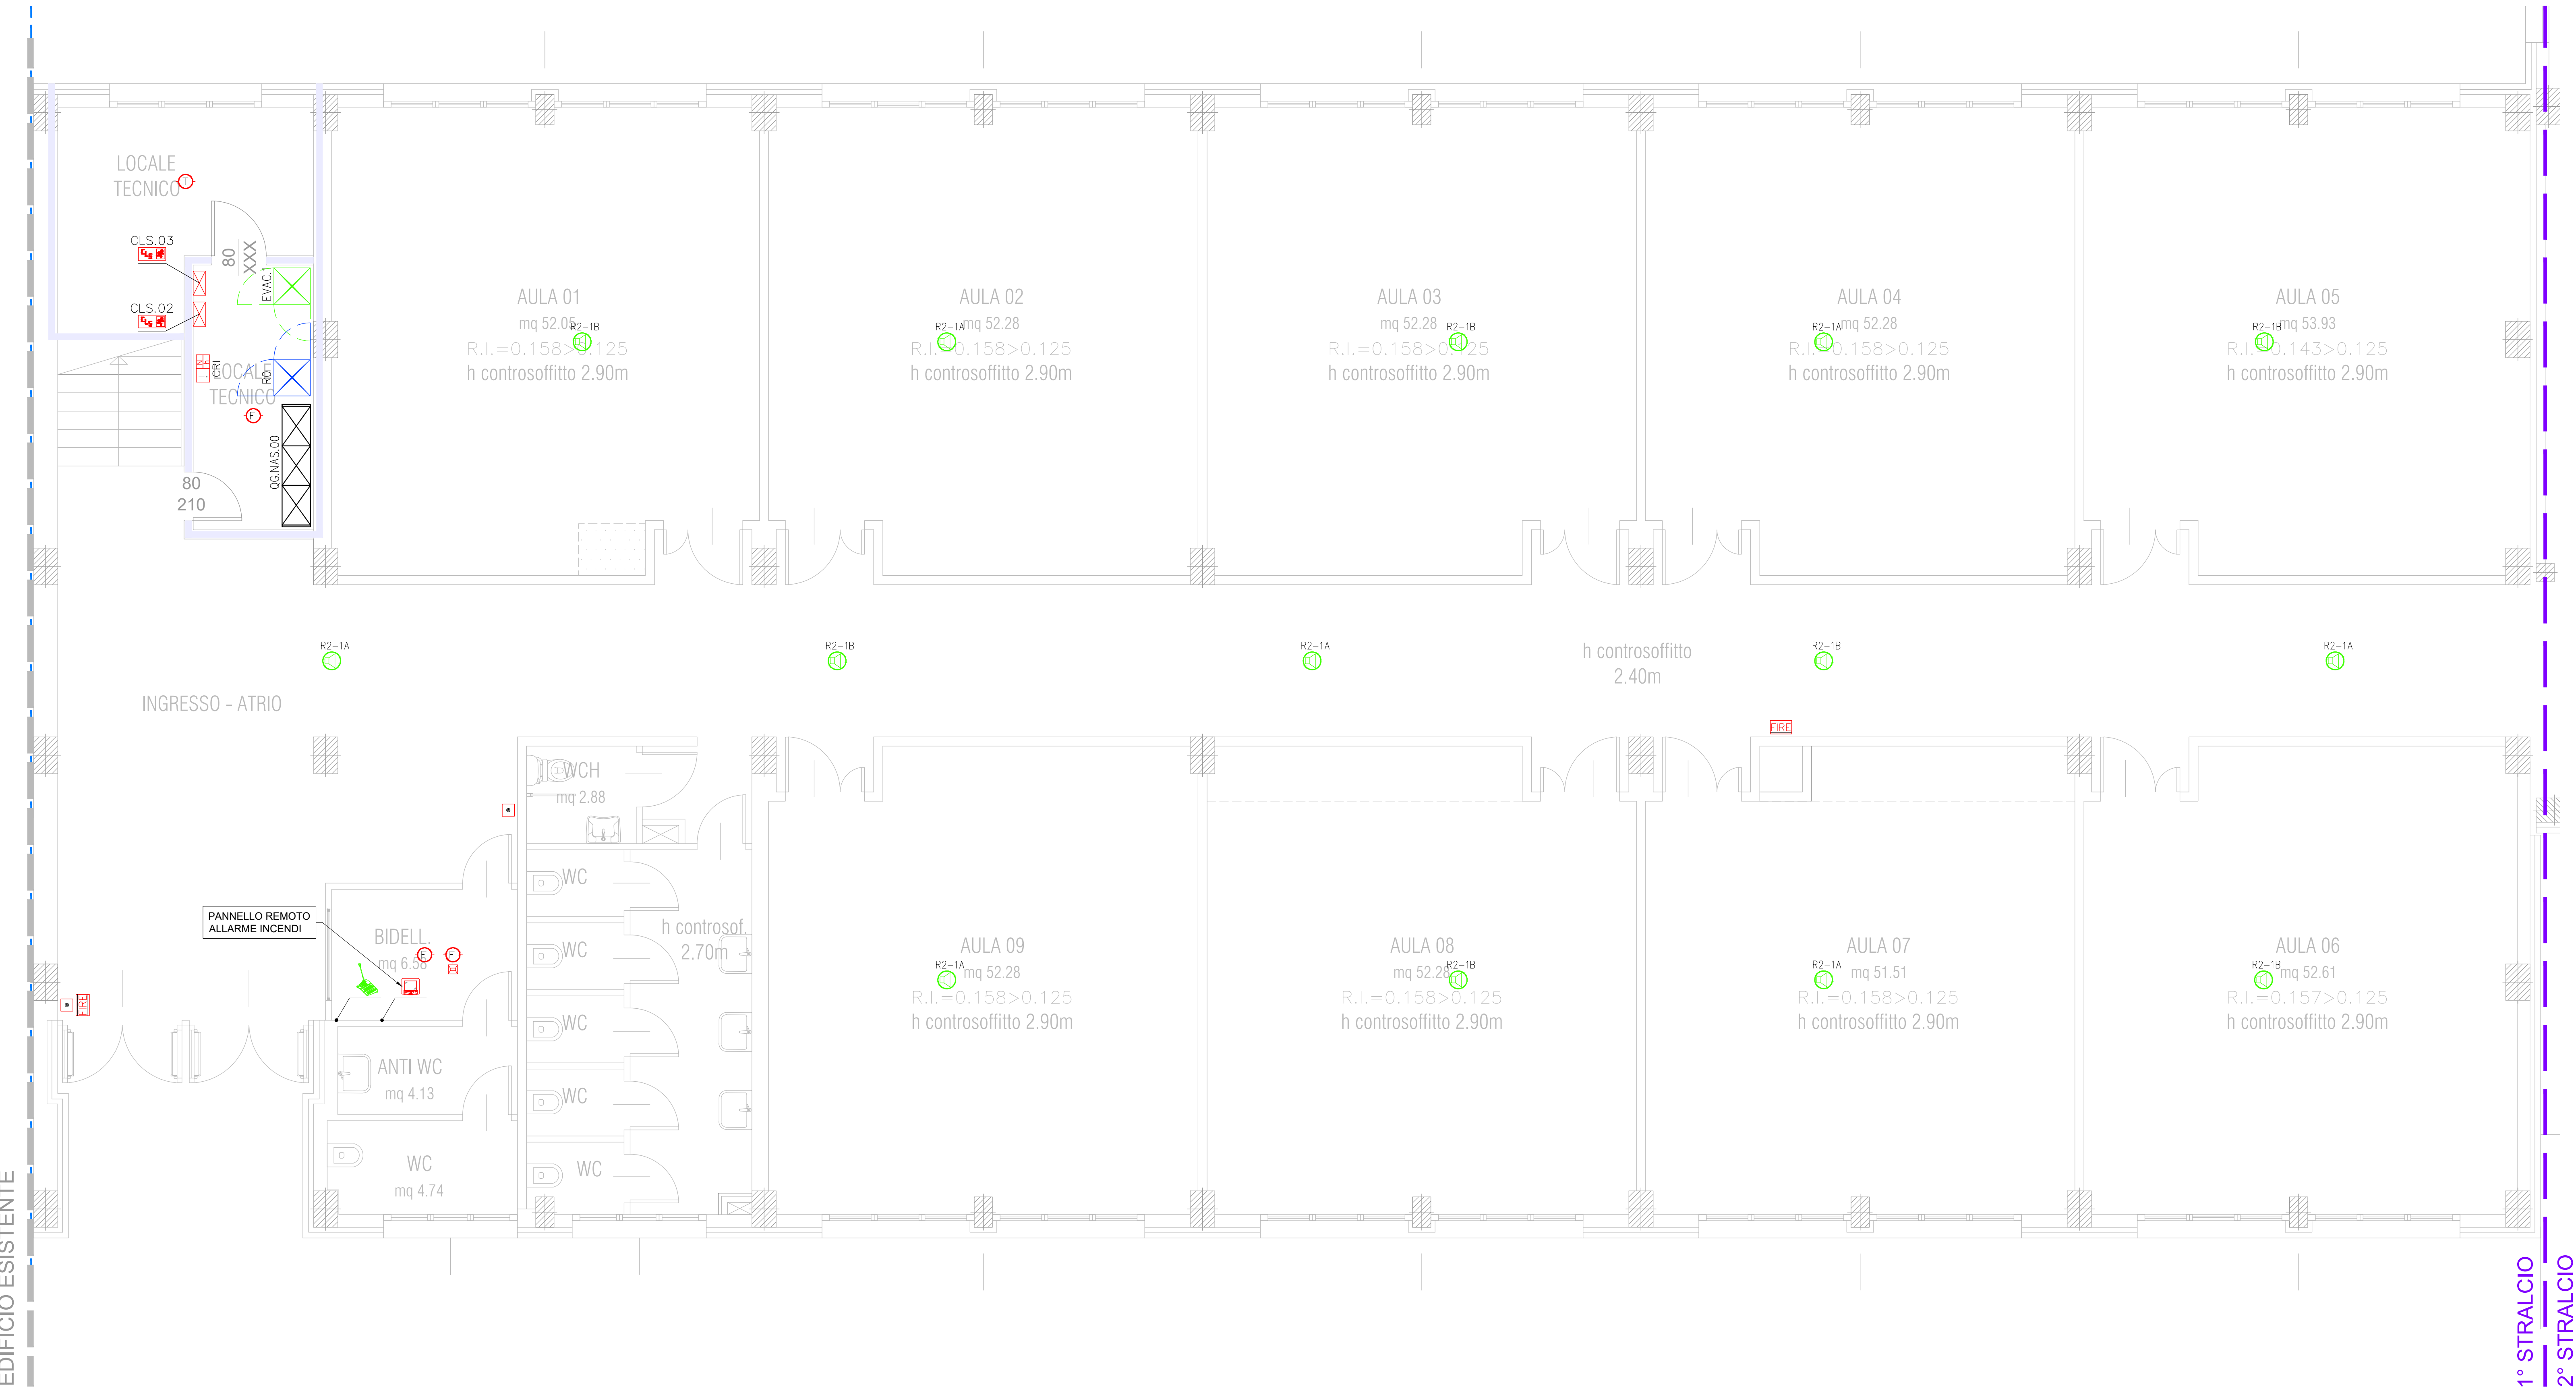 LOCALE
TECNICO
T
CLS.03
CLS
CLS.02
CLS
80
XXX
EVAC.1
CRI
LOCALE
TECNICO
R0
F
QG.NAS.00
80
210
AULA 01
mq 52.05
R2-1B
R.I.=0.158>0.125
h controsoffitto 2.90m
AULA 02
mq 52.28
R2-1A
R.I.=0.158>0.125
h controsoffitto 2.90m
AULA 03
mq 52.28
R2-1B
R.I.=0.158>0.125
h controsoffitto 2.90m
AULA 04
mq 52.28
R2-1A
R.I.=0.158>0.125
h controsoffitto 2.90m
AULA 05
mq 53.93
R2-1B
R.I.=0.143>0.125
h controsoffitto 2.90m
R2-1A
R2-1B
R2-1A
R2-1B
R2-1A
h controsoffitto
2.40m
INGRESSO - ATRIO
FIRE
WCH
mq 2.88
WC
WC
WC
WC
WC
h controsof.
2.70m
PANNELLO REMOTO
ALLARME INCENDI
BIDELL.
mq 6.58
F
F
FIRE
ANTI WC
mq 4.13
WC
mq 4.74
AULA 09
R2-1A
mq 52.28
R.I.=0.158>0.125
h controsoffitto 2.90m
AULA 08
R2-1B
mq 52.28
R.I.=0.158>0.125
h controsoffitto 2.90m
AULA 07
R2-1A
mq 51.51
R.I.=0.158>0.125
h controsoffitto 2.90m
AULA 06
R2-1B
mq 52.61
R.I.=0.157>0.125
h controsoffitto 2.90m
EDIFICIO ESISTENTE
1° STRALCIO
2° STRALCIO